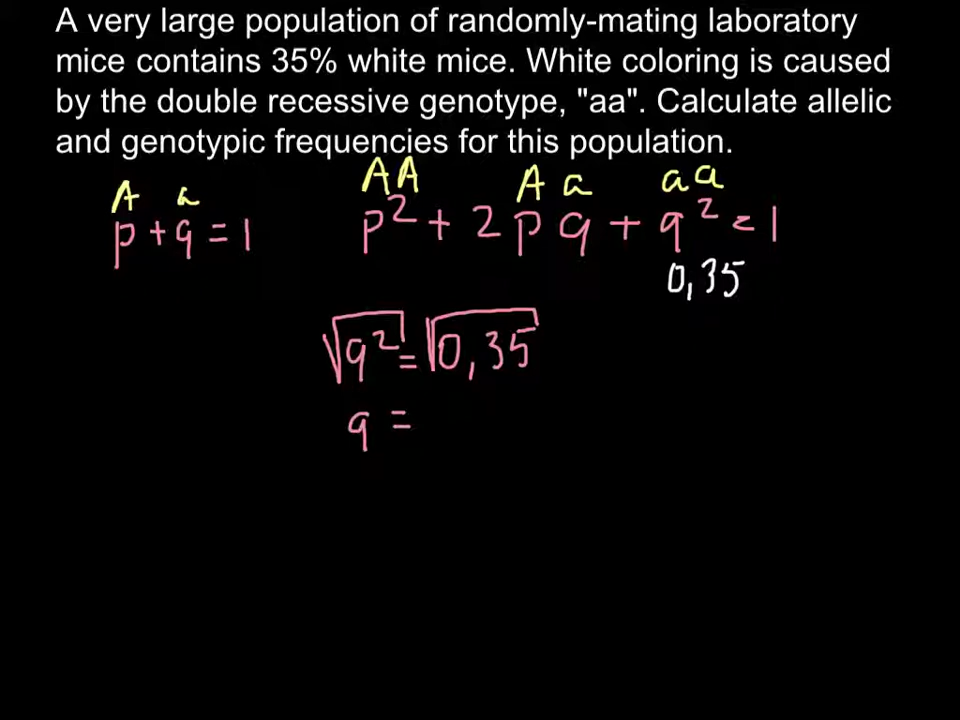 A very large population of randomly-mating laboratory
mice contains 35% white mice. White coloring is caused
by the double recessive genotype, "aa". Calculate allelic
and genotypic frequencies for this population.
A a AA A a aa
p + q = 1 p² + 2pq + q² = 1
0,35
√q² = √0,35
q =